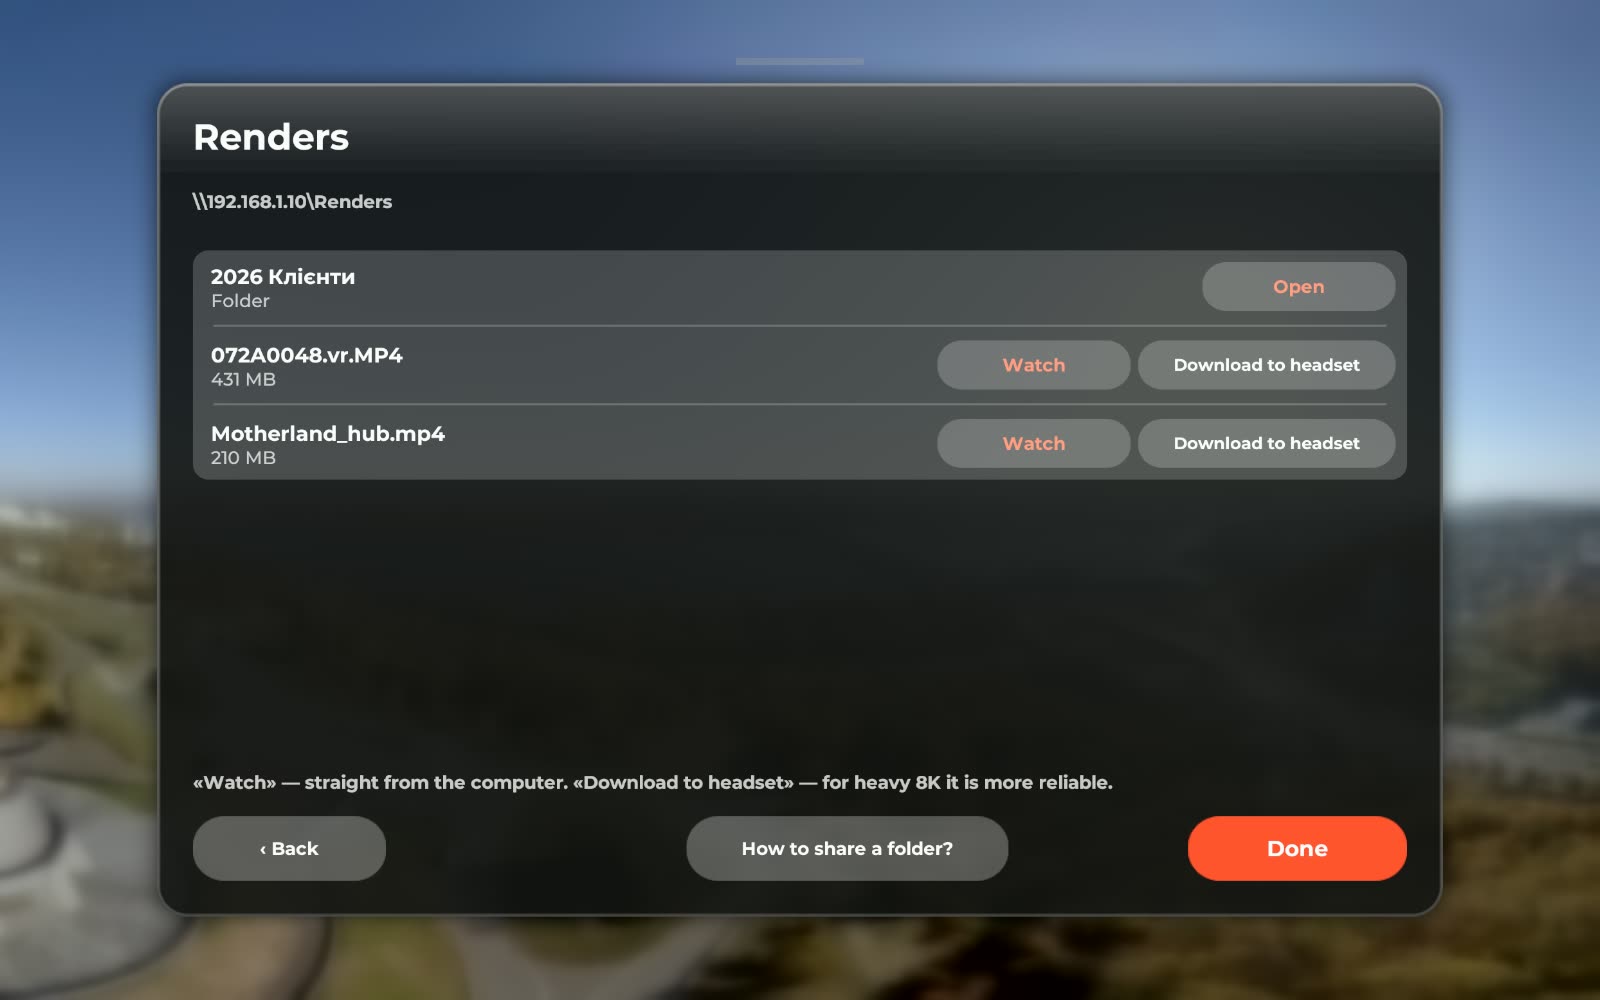 Renders
\\192.168.1.10\Renders
2026 Клієнти
Folder
Open
072A0048.vr.MP4
431 MB
Watch
Download to headset
Motherland_hub.mp4
210 MB
Watch
Download to headset
«Watch» — straight from the computer. «Download to headset» — for heavy 8K it is more reliable.
‹ Back
How to share a folder?
Done